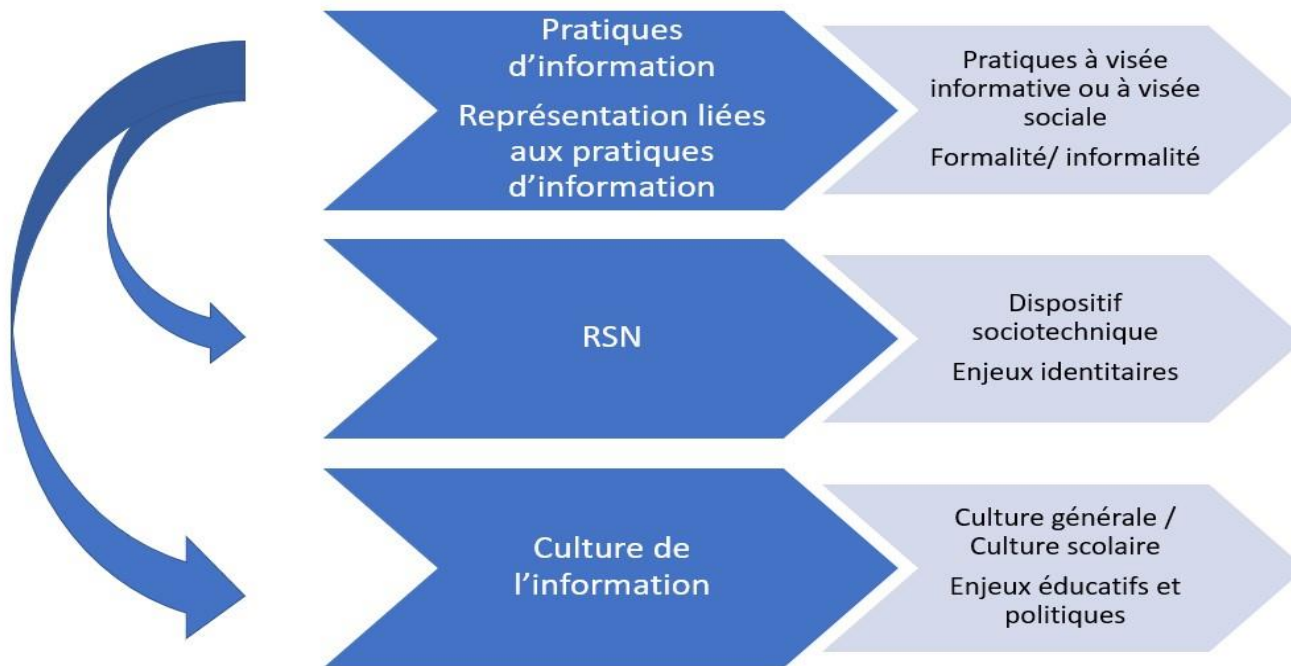 Pratiques
d’information
Représentation liées
aux pratiques
d’information
Pratiques à visée
informative ou à visée
sociale
Formalité/ informalité
RSN
Dispositif
sociotechnique
Enjeux identitaires
Culture de
l’information
Culture générale /
Culture scolaire
Enjeux éducatifs et
politiques